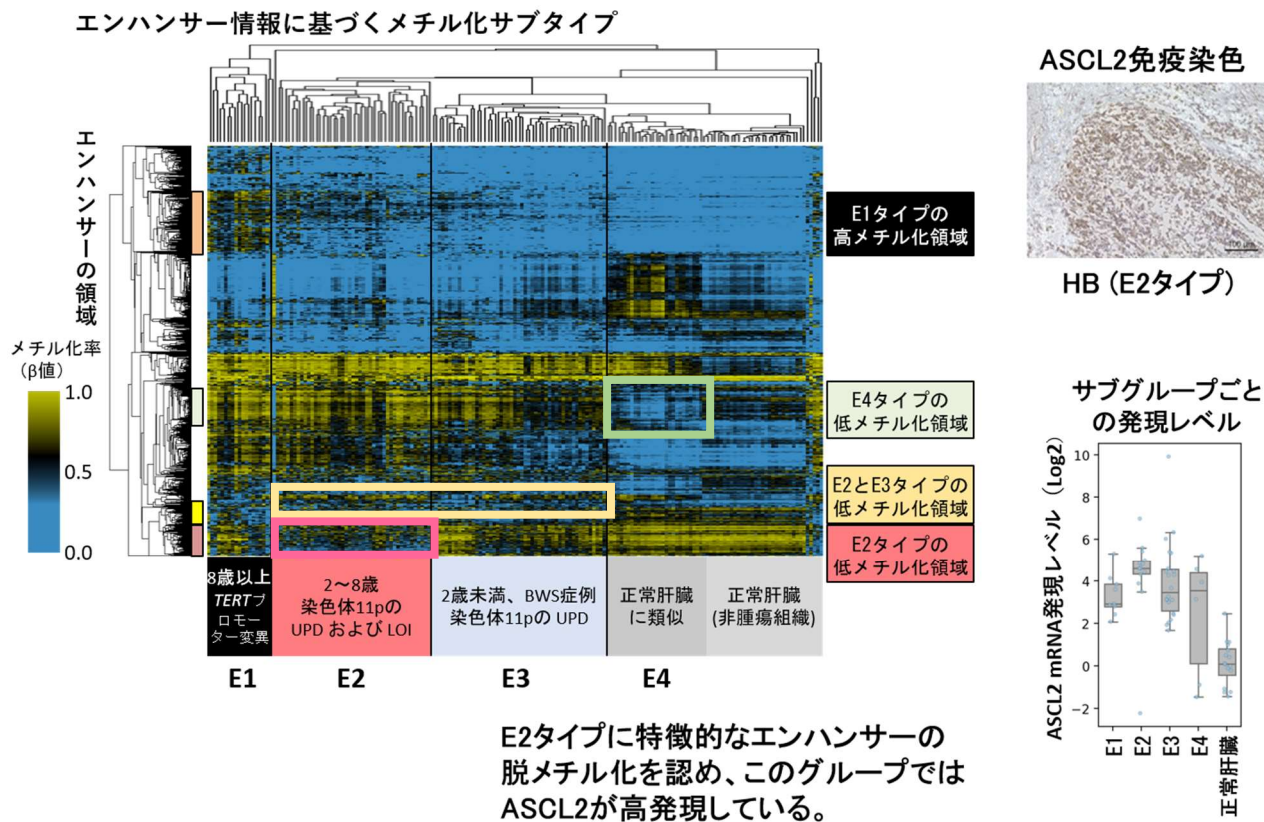 エンハンサー情報に基づくメチル化サブタイプ
エンハンサーの領域
メチル化率
(β値)
1.0
0.5
0.0
E1タイプの
高メチル化領域
E4タイプの
低メチル化領域
E2とE3タイプの
低メチル化領域
E2タイプの
低メチル化領域
8歳以上
TERTプ
ロモー
ター変異
2～8歳
染色体11pの
UPD および LOI
2歳未満、BWS症例
染色体11pの UPD
正常肝臓
に類似
正常肝臓
(非腫瘍組織)
E1
E2
E3
E4
E2タイプに特徴的なエンハンサーの
脱メチル化を認め、このグループでは
ASCL2が高発現している。
ASCL2免疫染色
100 μm
HB (E2タイプ)
サブグループごと
の発現レベル
ASCL2 mRNA発現レベル (Log2)
10
8
6
4
2
0
−2
E1
E2
E3
E4
正常肝臓